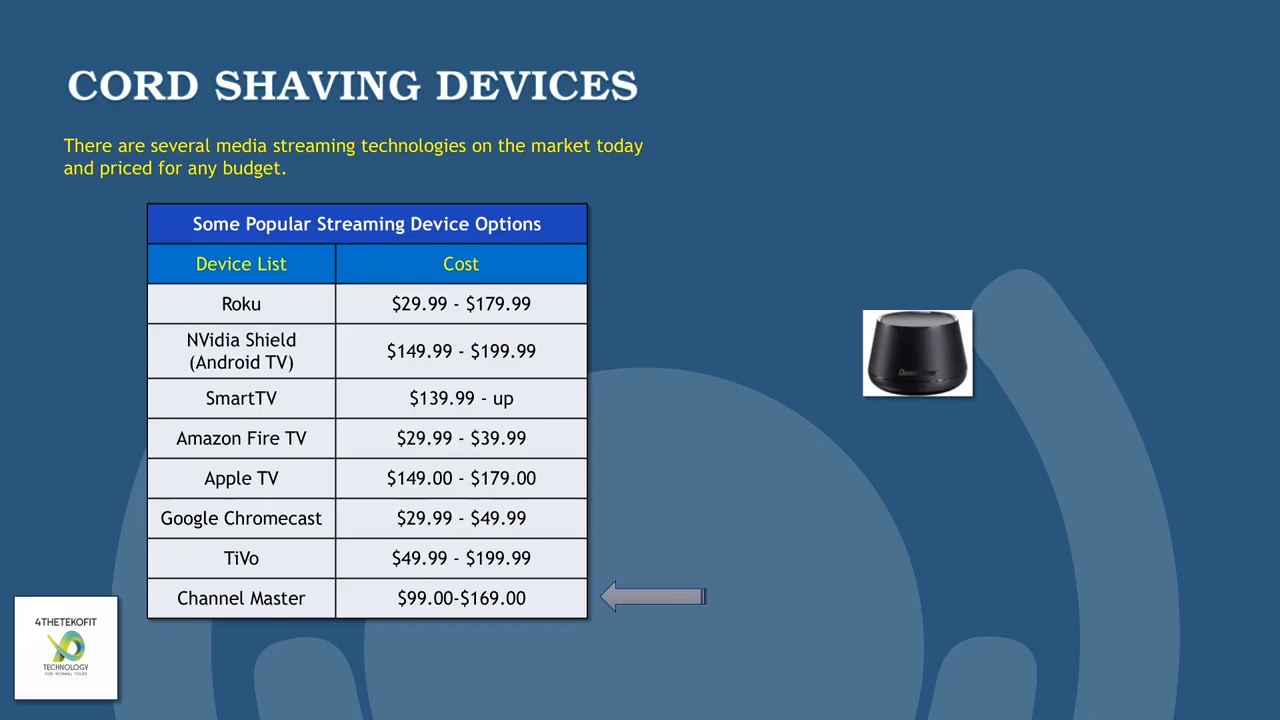 CORD SHAVING DEVICES
There are several media streaming technologies on the market today
and priced for any budget.
Some Popular Streaming Device Options
Device List
Cost
Roku
$29.99 - $179.99
NVidia Shield
(Android TV)
$149.99 - $199.99
SmartTV
$139.99 - up
Amazon Fire TV
$29.99 - $39.99
Apple TV
$149.00 - $179.00
Google Chromecast
$29.99 - $49.99
TiVo
$49.99 - $199.99
Channel Master
$99.00-$169.00
4THETEKOFIT
TECHNOLOGY
FOR NORMAL FOLKS